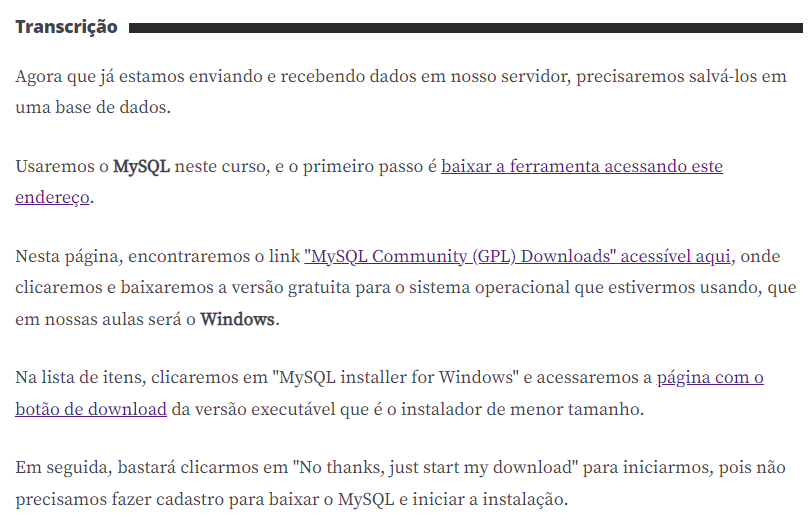 Transcrição
Agora que já estamos enviando e recebendo dados em nosso servidor, precisaremos salvá-los em
uma base de dados.
Usaremos o MySQL neste curso, e o primeiro passo é baixar a ferramenta acessando este
endereço.
Nesta página, encontraremos o link "MySQL Community (GPL) Downloads" acessível aqui, onde
clicaremos e baixaremos a versão gratuita para o sistema operacional que estivermos usando, que
em nossas aulas será o Windows.
Na lista de itens, clicaremos em "MySQL installer for Windows" e acessaremos a página com o
botão de download da versão executável que é o instalador de menor tamanho.
Em seguida, bastará clicarmos em "No thanks, just start my download" para iniciarmos, pois não
precisamos fazer cadastro para baixar o MySQL e iniciar a instalação.